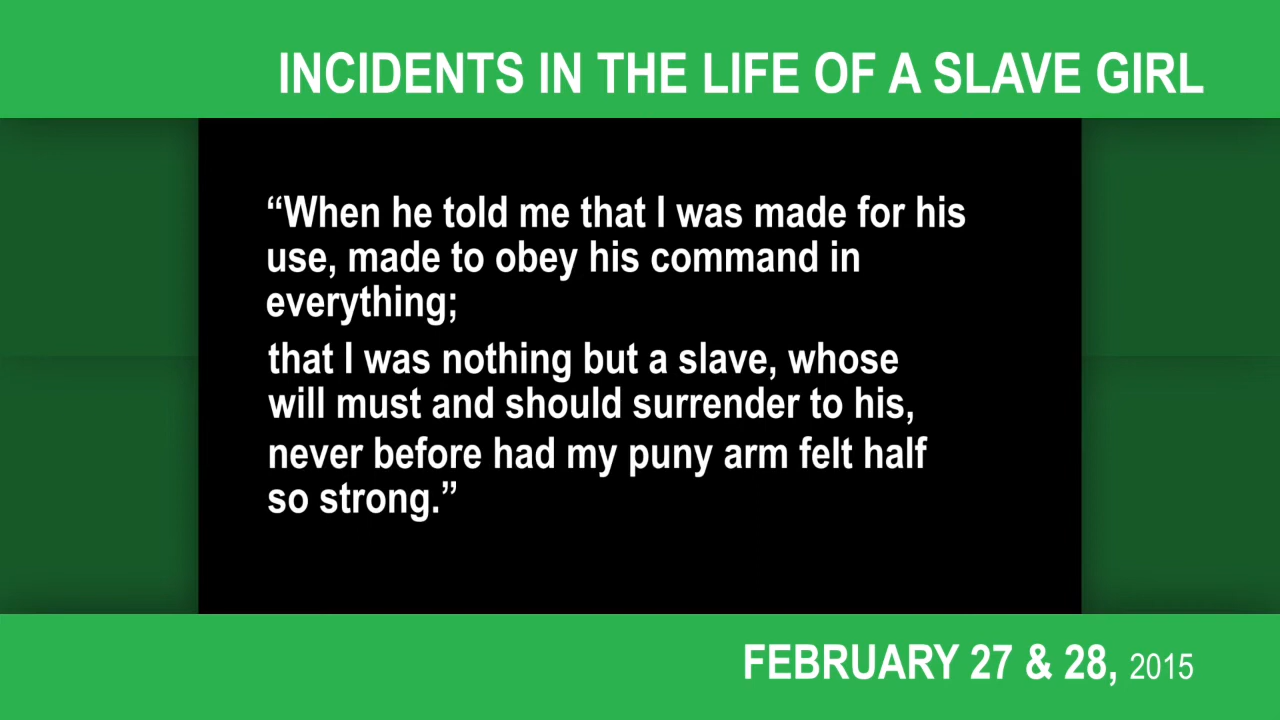 INCIDENTS IN THE LIFE OF A SLAVE GIRL
“When he told me that I was made for his
use, made to obey his command in
everything;
that I was nothing but a slave, whose
will must and should surrender to his,
never before had my puny arm felt half
so strong.”
FEBRUARY 27 & 28, 2015